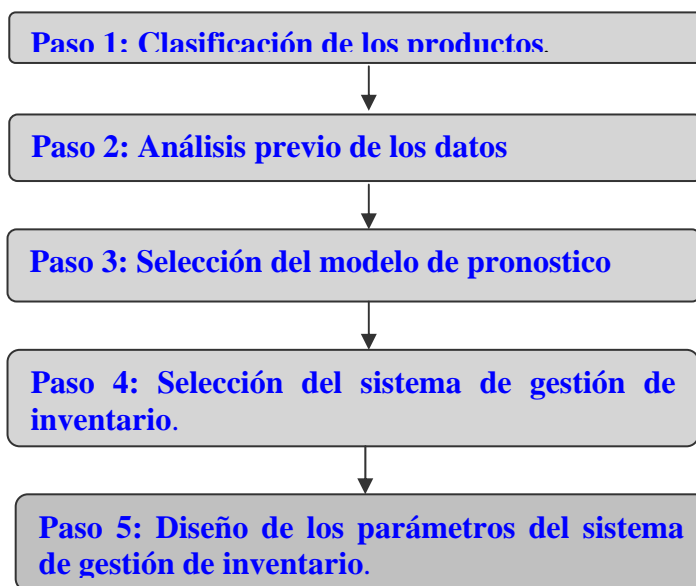 Paso 1: Clasificación de los productos.
Paso 2: Análisis previo de los datos
Paso 3: Selección del modelo de pronostico
Paso 4: Selección del sistema de gestión de
inventario.
Paso 5: Diseño de los parámetros del sistema
de gestión de inventario.